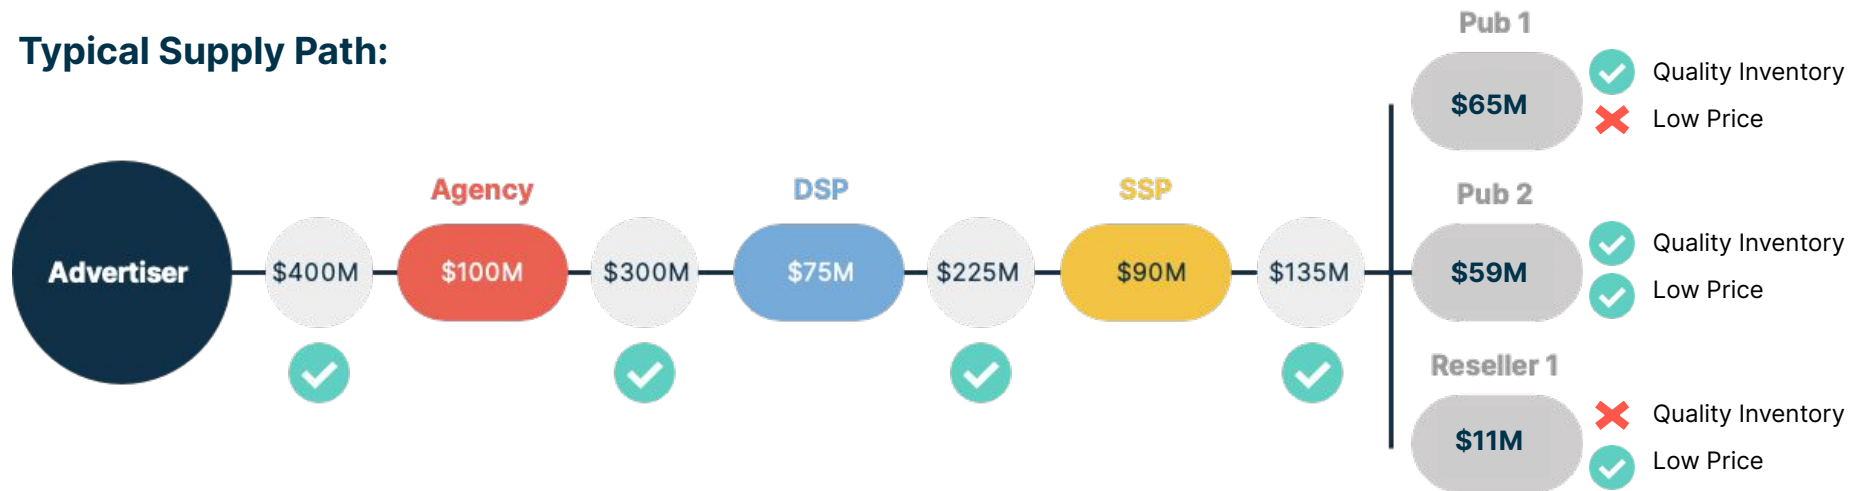 Typical Supply Path:
Advertiser
$400M
Agency
$100M
$300M
DSP
$75M
$225M
SSP
$90M
$135M
Pub 1
$65M
Quality Inventory
Low Price
Pub 2
$59M
Quality Inventory
Low Price
Reseller 1
$11M
Quality Inventory
Low Price